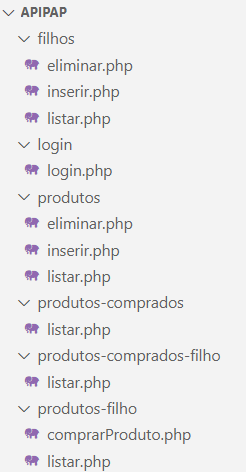 APIPAP
filhos
eliminar.php
inserir.php
listar.php
login
login.php
produtos
eliminar.php
inserir.php
listar.php
produtos-comprados
listar.php
produtos-comprados-filho
listar.php
produtos-filho
comprarProduto.php
listar.php